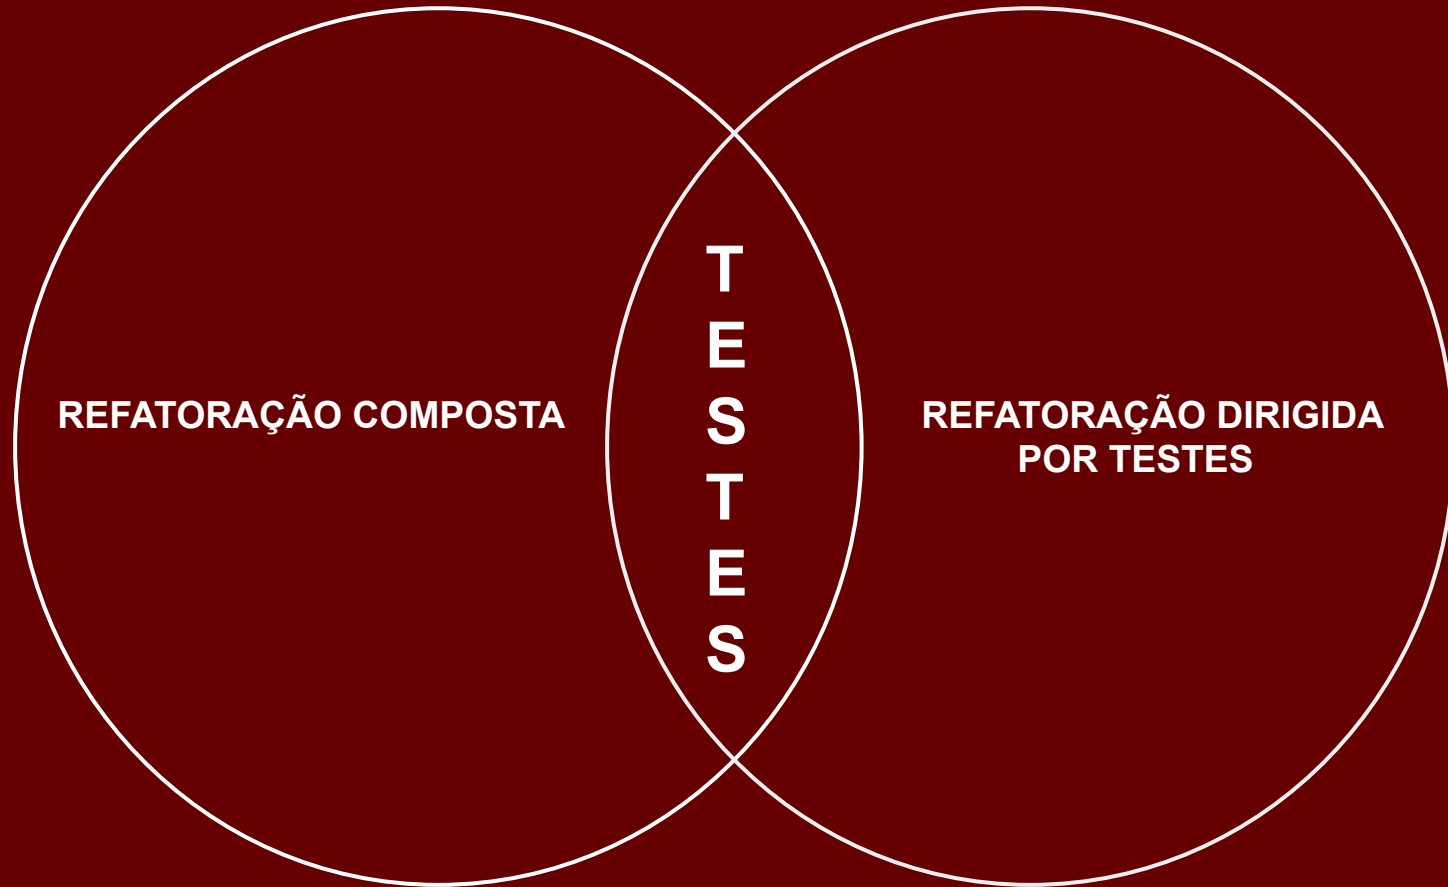 REFATORAÇÃO COMPOSTA
T
E
S
T
E
S
REFATORAÇÃO DIRIGIDA
POR TESTES